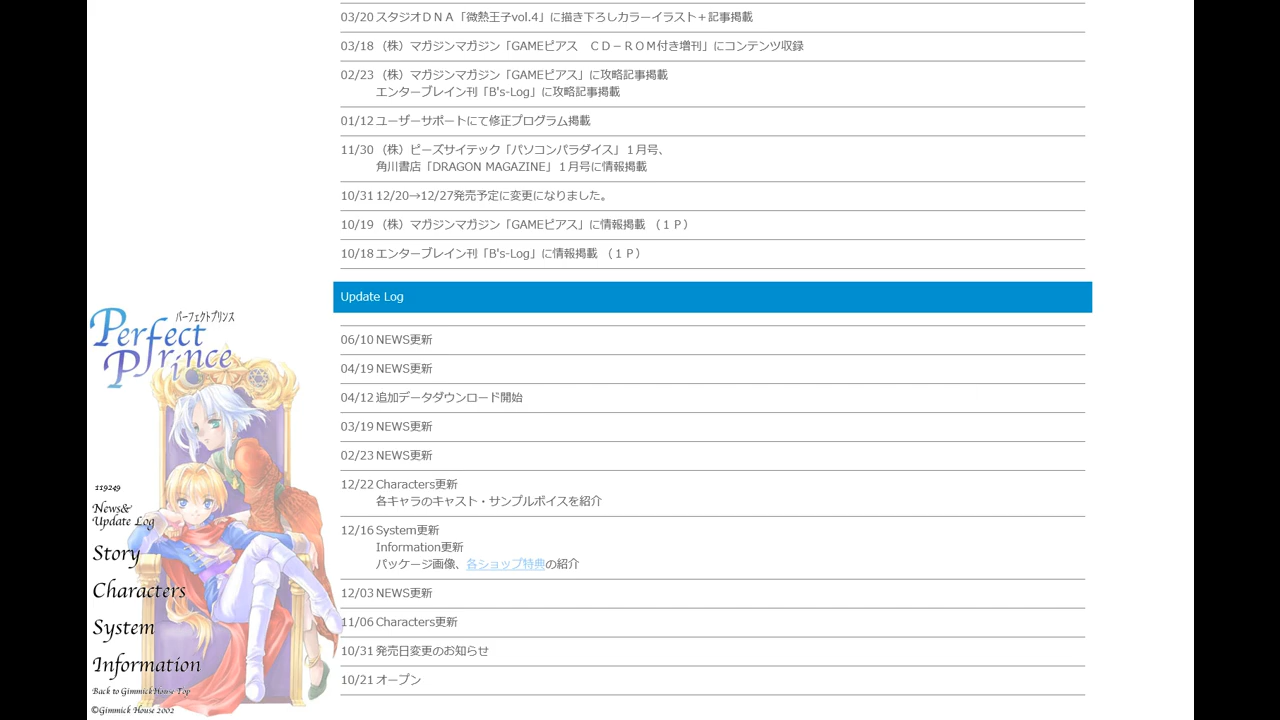 03/20 スタジオＤＮＡ「微熱王子vol.4」に描き下ろしカラーイラスト＋記事掲載
03/18 （株）マガジンマガジン「GAMEピアス　ＣＤ－ＲＯＭ付き増刊」にコンテンツ収録
02/23 （株）マガジンマガジン「GAMEピアス」に攻略記事掲載
エンターブレイン刊「B's-Log」に攻略記事掲載
01/12 ユーザーサポートにて修正プログラム掲載
11/30 （株）ピーズサイテック「パソコンパラダイス」１月号、
角川書店「DRAGON MAGAZINE」１月号に情報掲載
10/31 12/20→12/27発売予定に変更になりました。
10/19 （株）マガジンマガジン「GAMEピアス」に情報掲載　（１Ｐ）
10/18 エンターブレイン刊「B's-Log」に情報掲載　（１Ｐ）
Update Log
06/10 NEWS更新
04/19 NEWS更新
04/12 追加データダウンロード開始
03/19 NEWS更新
02/23 NEWS更新
12/22 Characters更新
各キャラのキャスト・サンプルボイスを紹介
12/16 System更新
Information更新
パッケージ画像、各ショップ特典の紹介
12/03 NEWS更新
11/06 Characters更新
10/31 発売日変更のお知らせ
10/21 オープン
パーフェクトプリンス
Perfect
Prince
119249
News&
Update Log
Story
Characters
System
Information
Back to GimmickHouse Top
©Gimmick House 2002